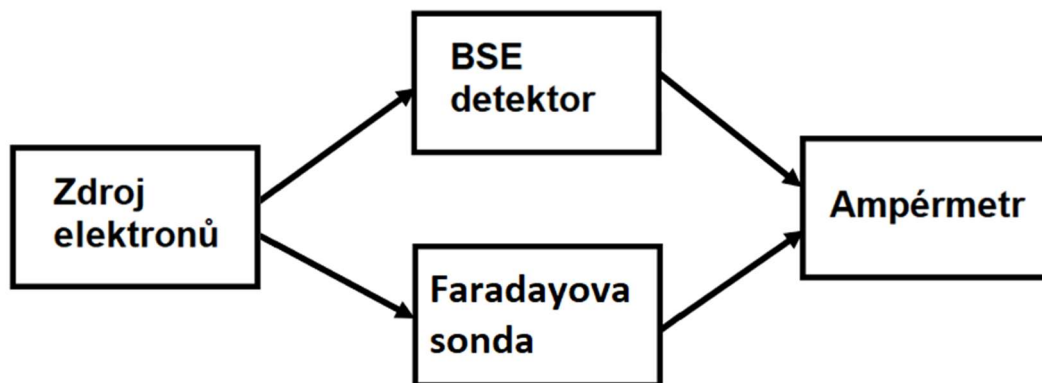 BSE
detektor
Zdroj
elektronů
Ampérmetr
Faradayova
sonda